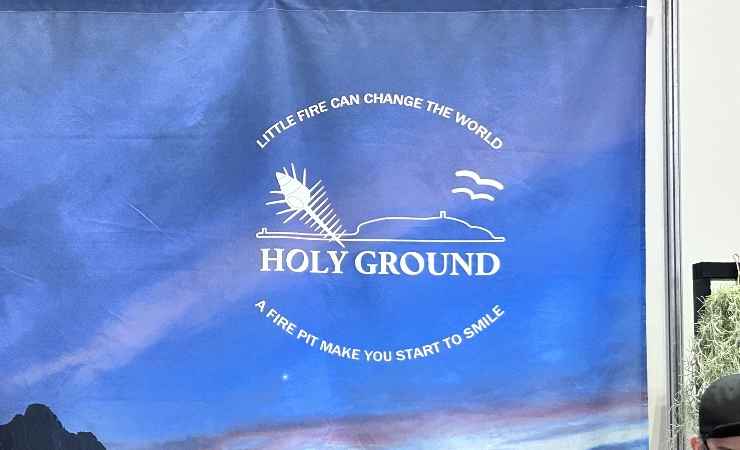 LITTLE FIRE CAN CHANGE THE WORLD
HOLY GROUND
A FIRE PIT MAKE YOU START TO SMILE